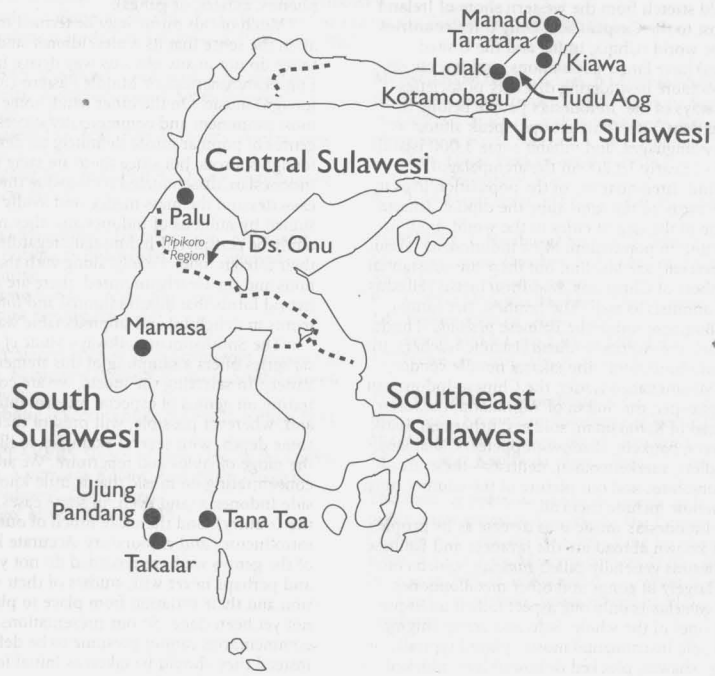 Manado
Taratara
Lolak
Kiawa
Kotamobagu
Tudu Aog
North Sulawesi
Central Sulawesi
Palu
Pipikoro
Region
Ds. Onu
Mamasa
South
Sulawesi
Southeast
Sulawesi
Ujung
Pandang
Tana Toa
Takalar